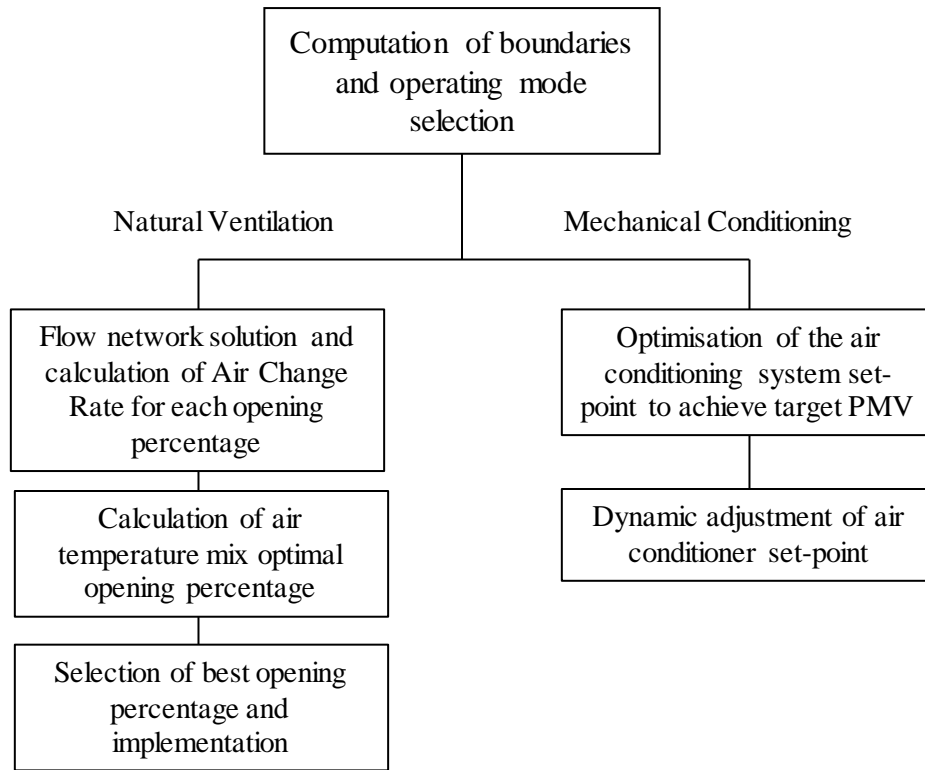 Computation of boundaries
and operating mode
selection
Natural Ventilation
Mechanical Conditioning
Flow network solution and
calculation of Air Change
Rate for each opening
percentage
Calculation of air
temperature mix optimal
opening percentage
Selection of best opening
percentage and
implementation
Optimisation of the air
conditioning system set-
point to achieve target PMV
Dynamic adjustment of air
conditioner set-point